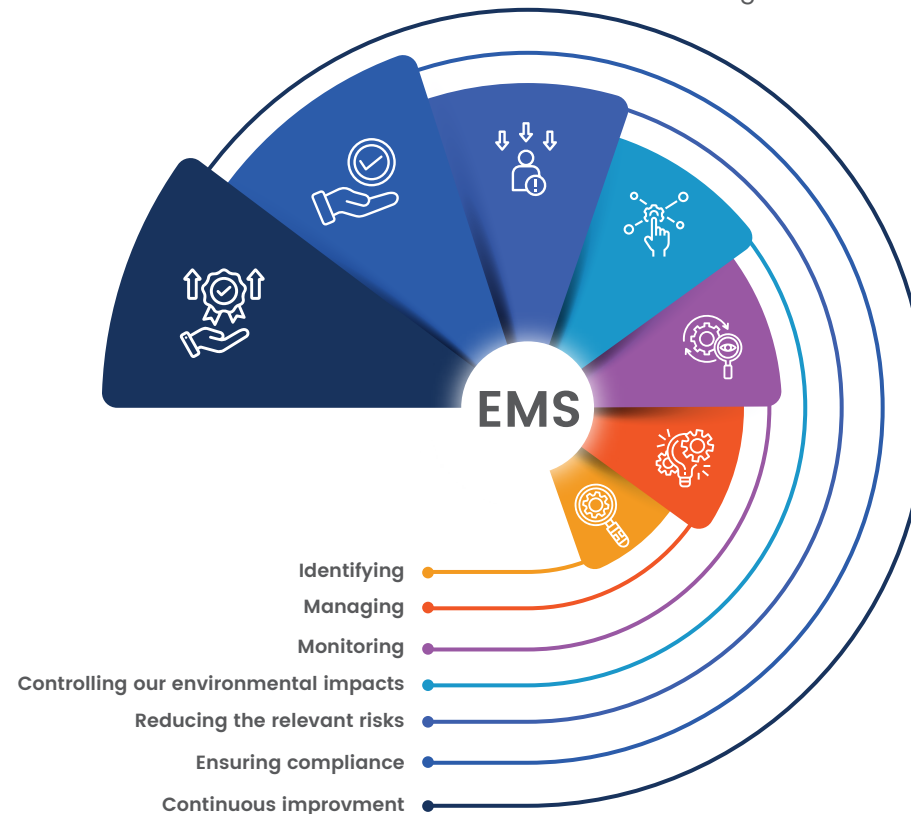 EMS
Identifying
Managing
Monitoring
Controlling our environmental impacts
Reducing the relevant risks
Ensuring compliance
Continuous improvment